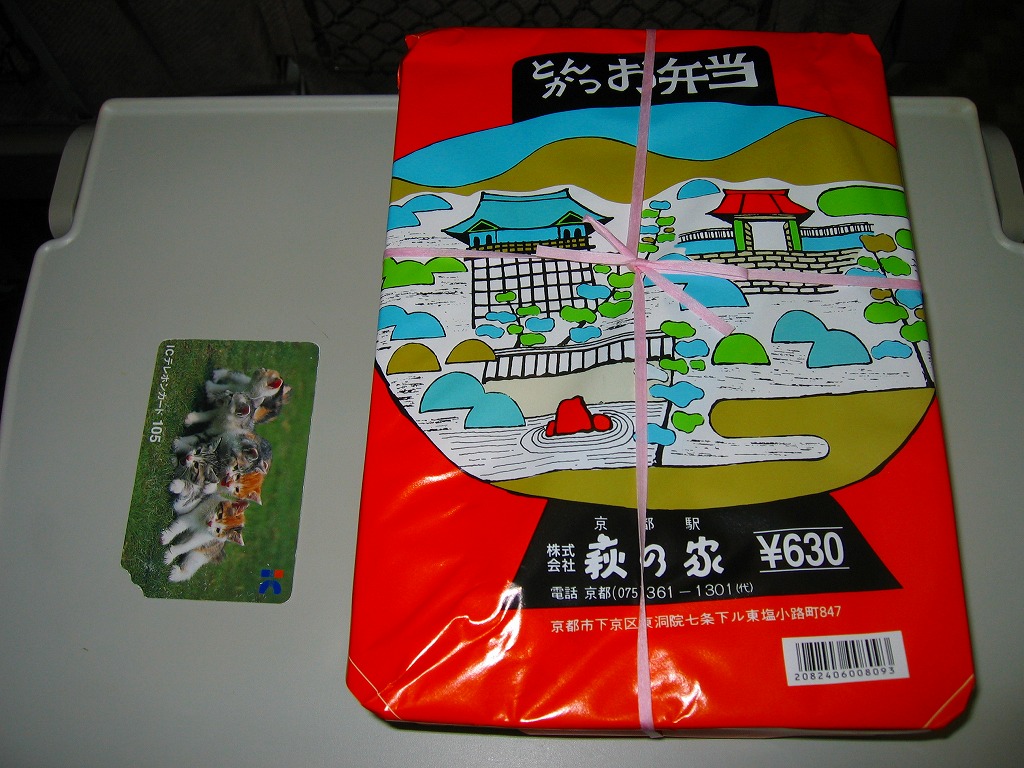 とんかつお弁当
京都駅
株式会社 萩の家 ¥630
電話 京都(075)361-1301(代)
京都市下京区東洞院七条下ル東塩小路町847
2082406008093
ICテレホンカード 105